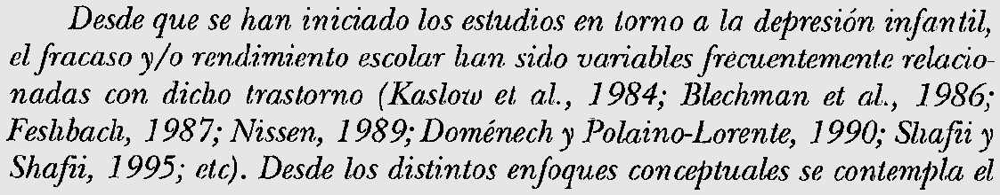 Desde que se han iniciado los estudios en torno a la depresión infantil,
el fracaso y/o rendimiento escolar han sido variables frecuentemente relacio-
nadas con dicho trastorno (Kaslow et al., 1984; Blechman et al., 1986;
Feshbach, 1987; Nissen, 1989; Doménech y Polaino-Lorente, 1990; Shafii y
Shafii, 1995; etc). Desde los distintos enfoques conceptuales se contempla el